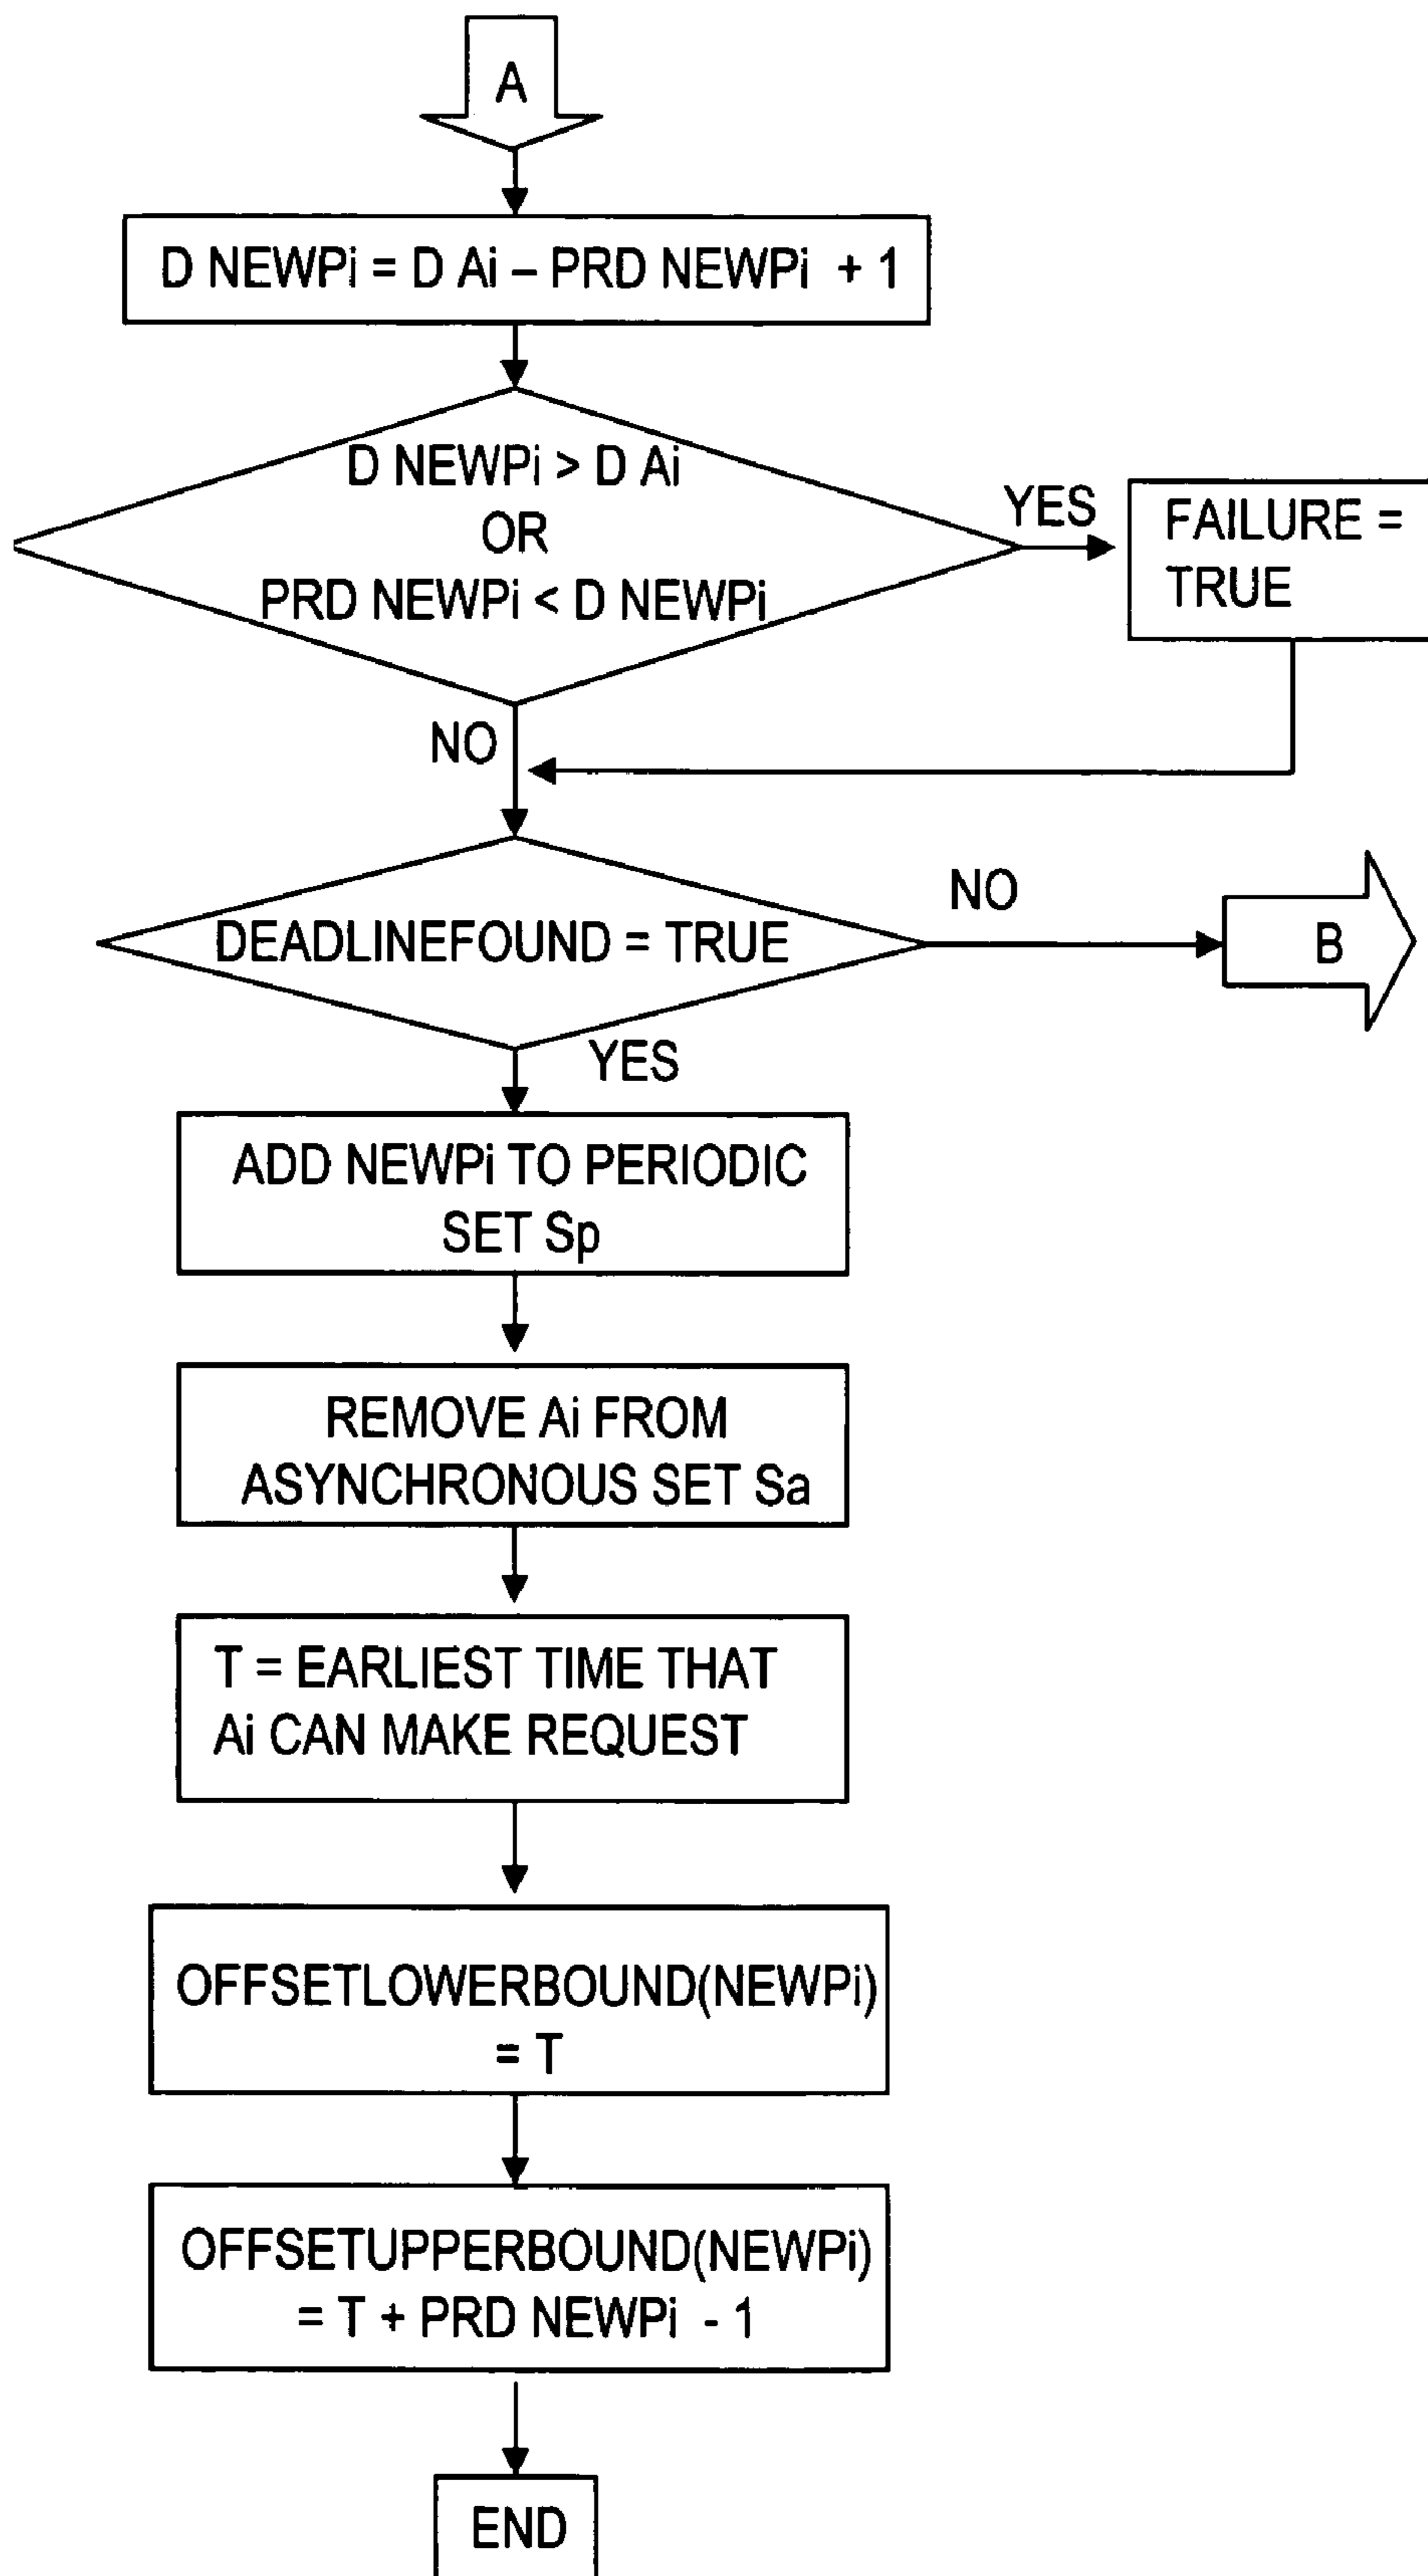 A
D NEWPi = D Ai – PRD NEWPi + 1
D NEWPi > D Ai
OR
PRD NEWPi < D NEWPi
YES
FAILURE =
TRUE
NO
DEADLINEFOUND = TRUE
NO
B
YES
ADD NEWPi TO PERIODIC
SET Sp
REMOVE Ai FROM
ASYNCHRONOUS SET Sa
T = EARLIEST TIME THAT
Ai CAN MAKE REQUEST
OFFSETLOWERBOUND(NEWPi)
= T
OFFSETUPPERBOUND(NEWPi)
= T + PRD NEWPi - 1
END